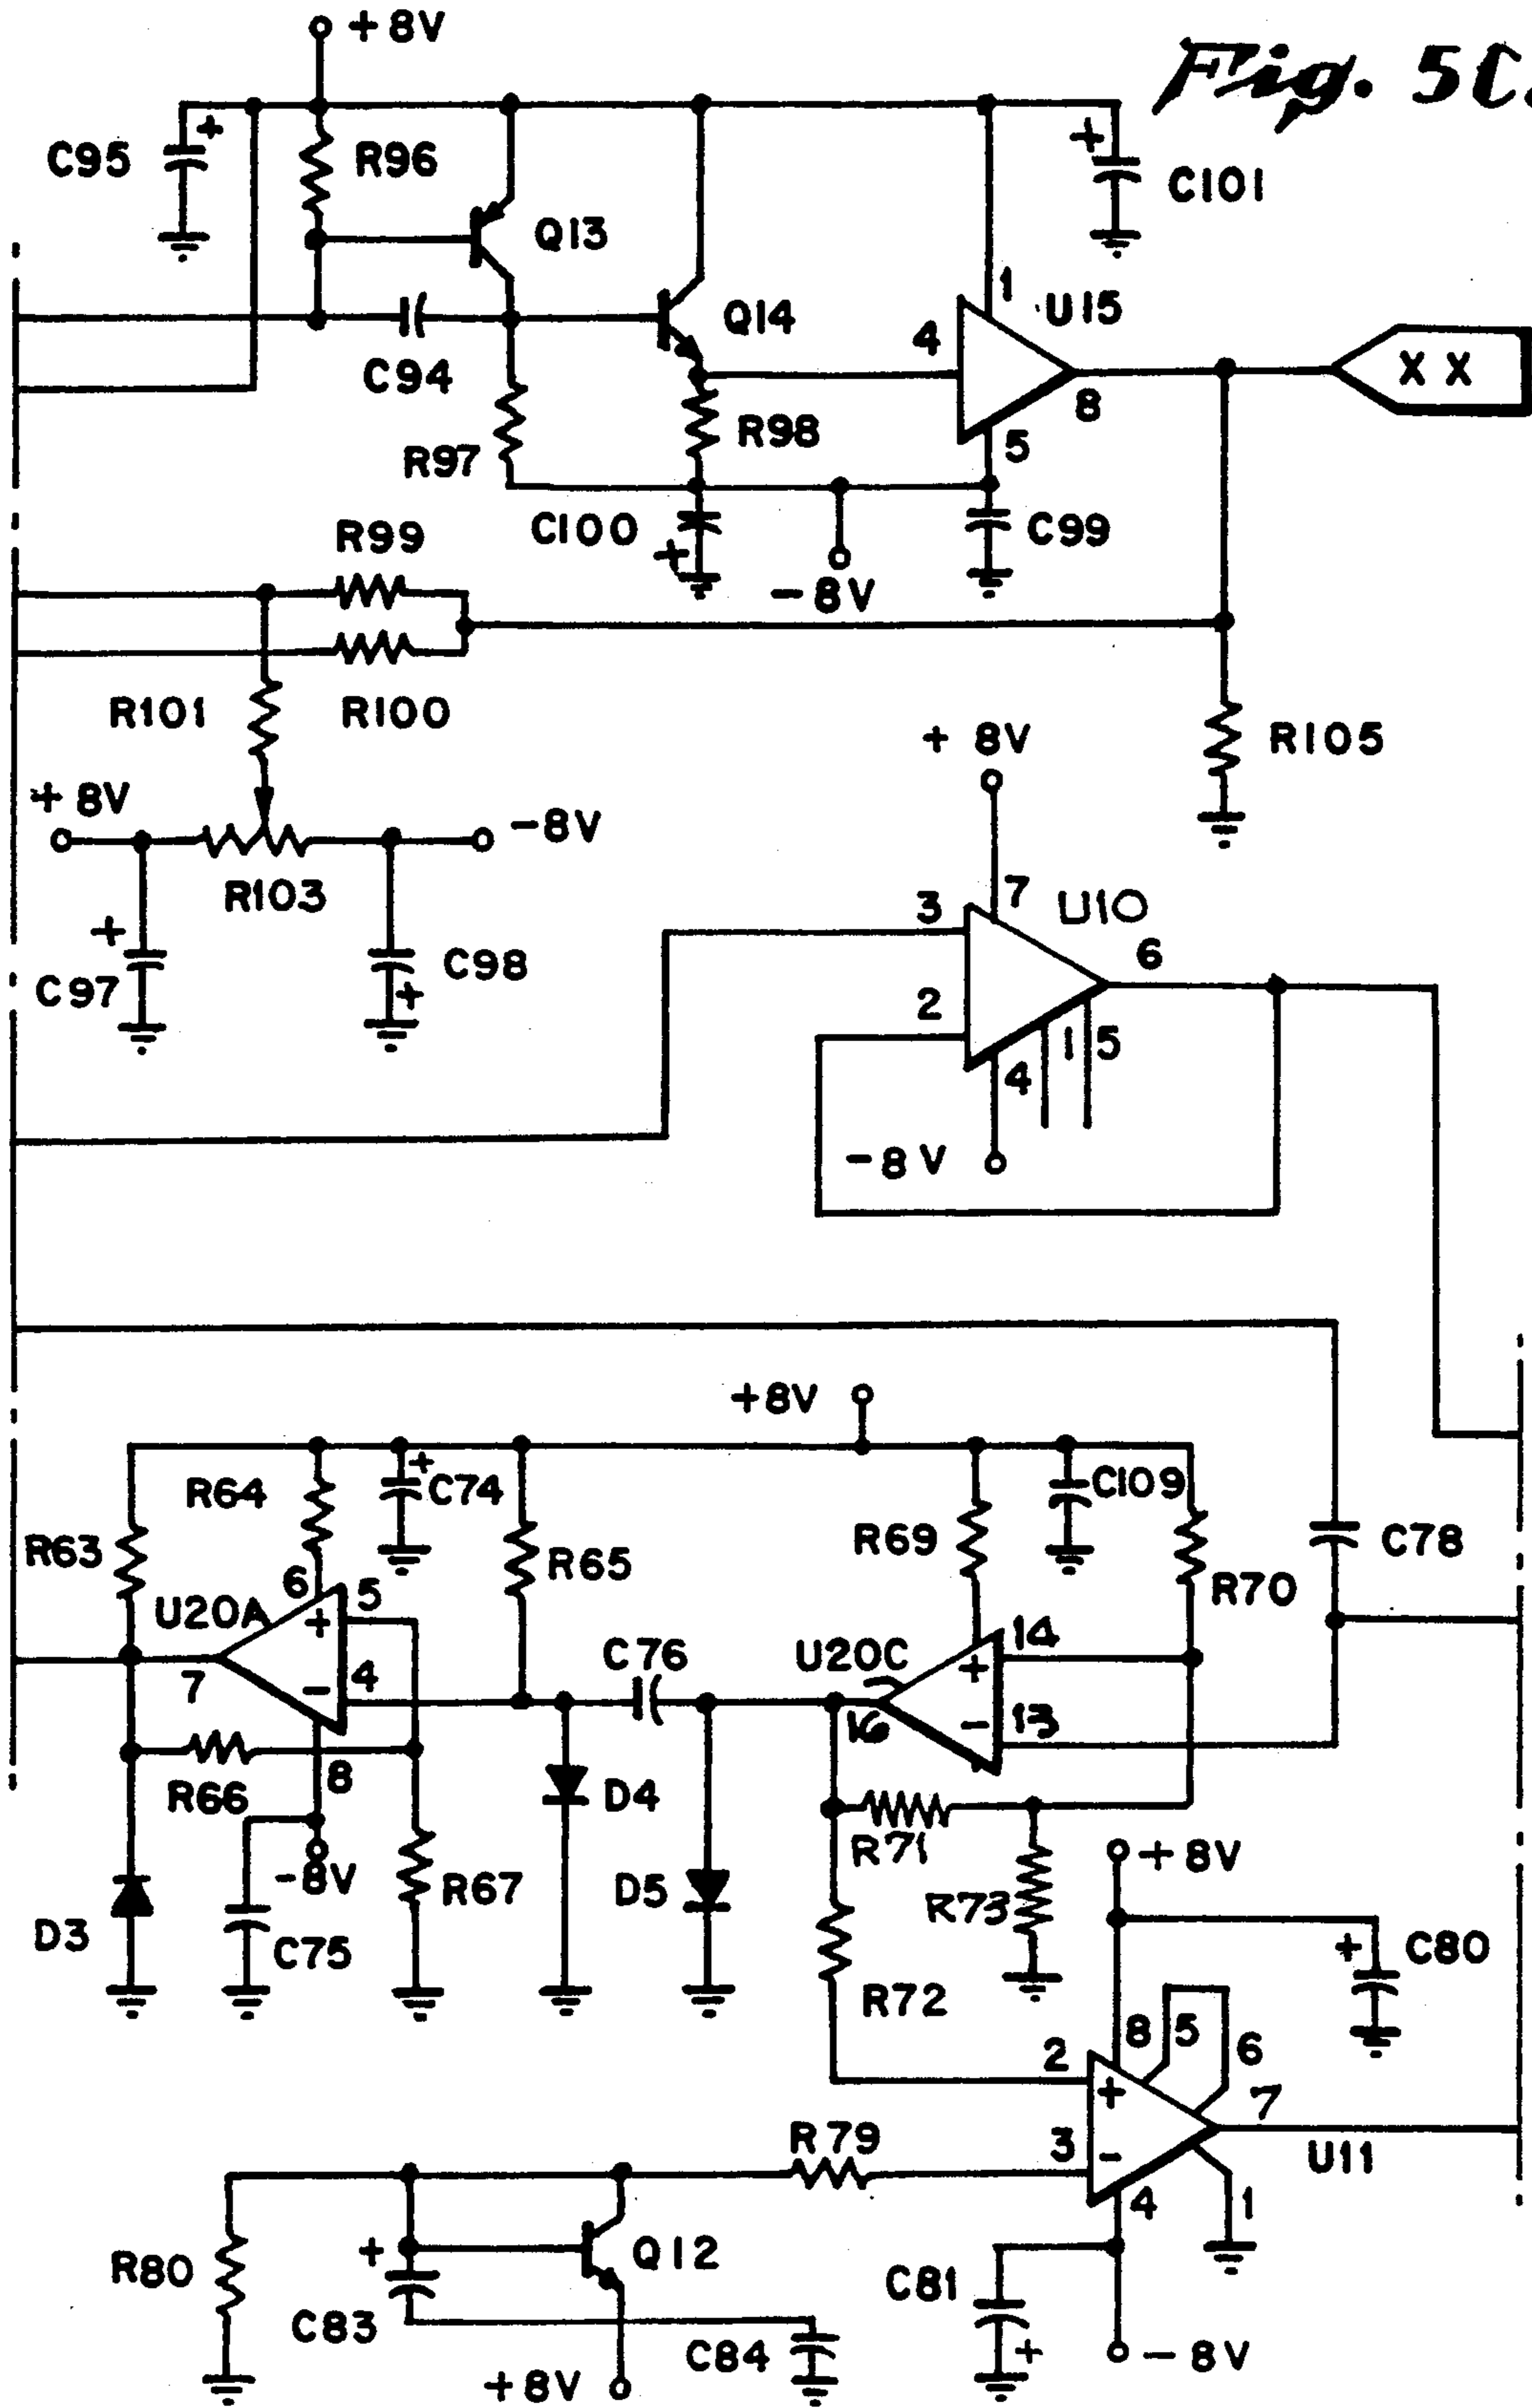 +8V
Fig. 5C.
C95
+
R96
+
C101
Q13
1
U15
Q14
4
XX
C94
8
R98
5
R97
R99
C100
+
C99
-8V
R101
R100
+8V
R105
+8V
-8V
R103
7
U10
3
6
+
C98
C97
+
2
1
5
4
-8V
+8V
R64
+
C74
C109
R63
R69
C78
R65
R70
6
5
U20A
+
14
C76
U20C
+
7
4
-
16
-
13
R66
8
D4
R71
-8V
+8V
R67
D5
R73
D3
C75
+
C80
R72
8
5
2
6
+
7
R79
3
-
U11
4
1
+
Q12
R80
C81
C83
C84
+
-8V
+8V